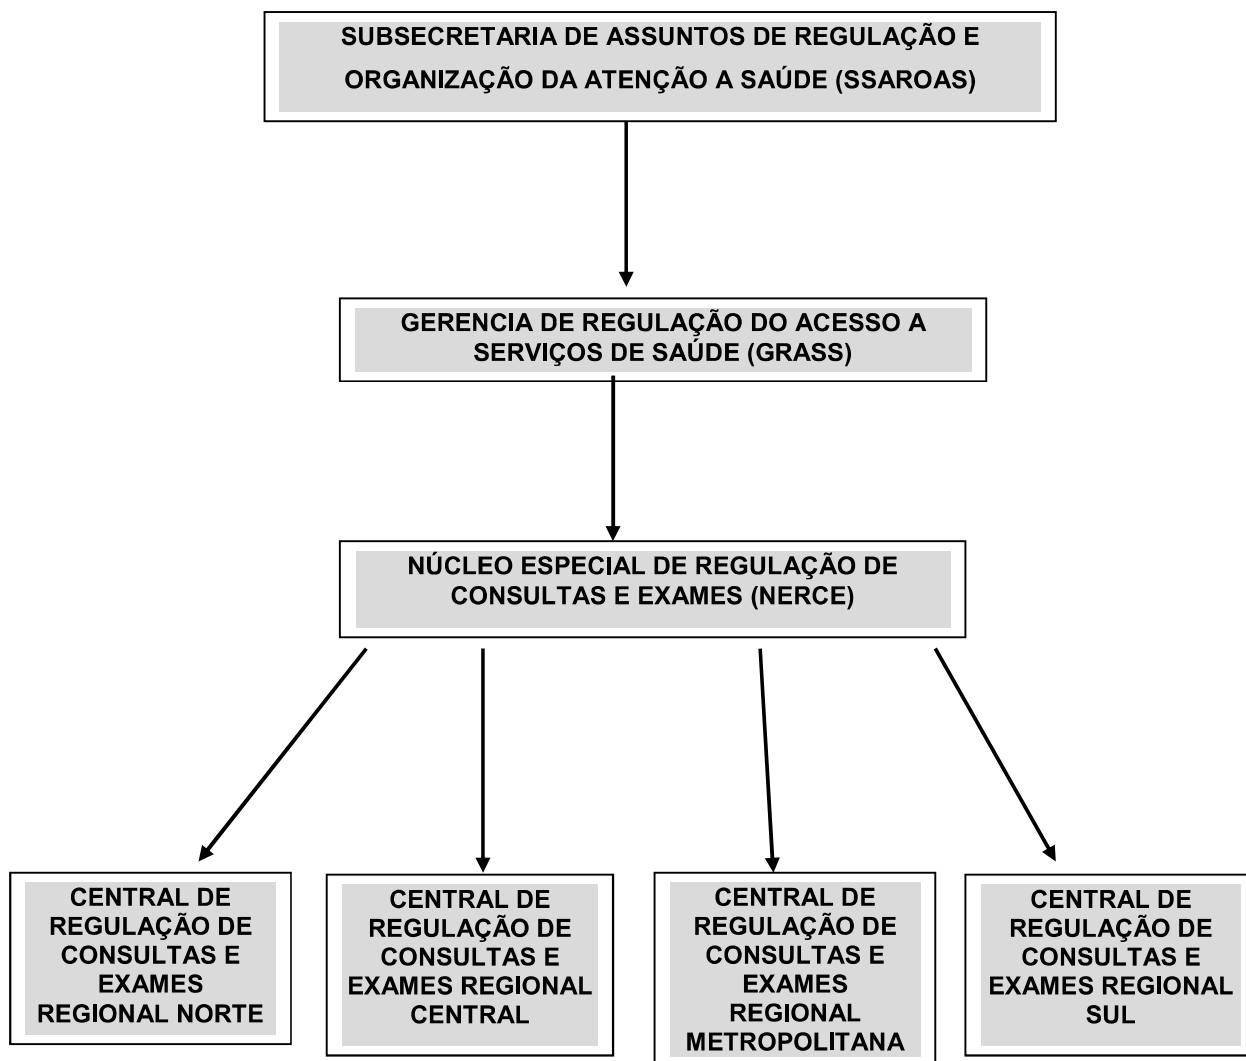 SUBSECRETARIA DE ASSUNTOS DE REGULAÇÃO E
ORGANIZAÇÃO DA ATENÇÃO A SAÚDE (SSAROAS)
GERENCIA DE REGULAÇÃO DO ACESSO A
SERVIÇOS DE SAÚDE (GRASS)
NÚCLEO ESPECIAL DE REGULAÇÃO DE
CONSULTAS E EXAMES (NERCE)
CENTRAL DE
REGULAÇÃO DE
CONSULTAS E
EXAMES
REGIONAL NORTE
CENTRAL DE
REGULAÇÃO DE
CONSULTAS E
EXAMES REGIONAL
CENTRAL
CENTRAL DE
REGULAÇÃO DE
CONSULTAS E
EXAMES
REGIONAL
METROPOLITANA
CENTRAL DE
REGULAÇÃO DE
CONSULTAS E
EXAMES REGIONAL
SUL